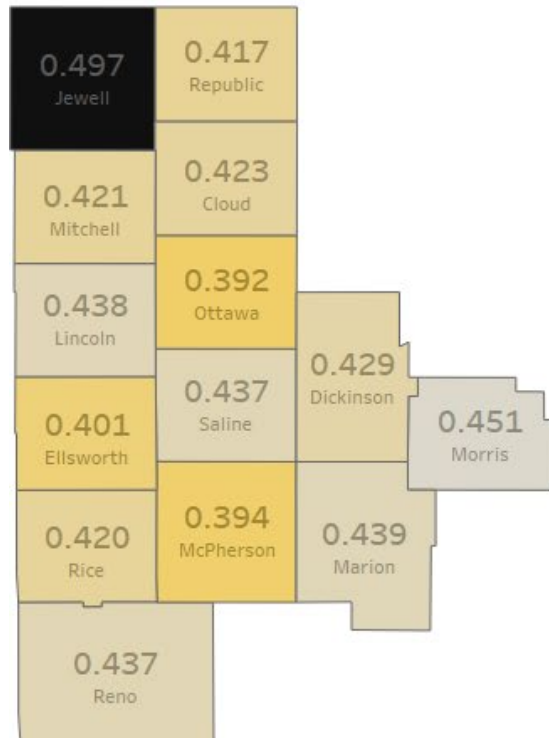 0.497
Jewell
0.417
Republic
0.421
Mitchell
0.423
Cloud
0.438
Lincoln
0.392
Ottawa
0.401
Ellsworth
0.437
Saline
0.429
Dickinson
0.451
Morris
0.420
Rice
0.394
McPherson
0.439
Marion
0.437
Reno